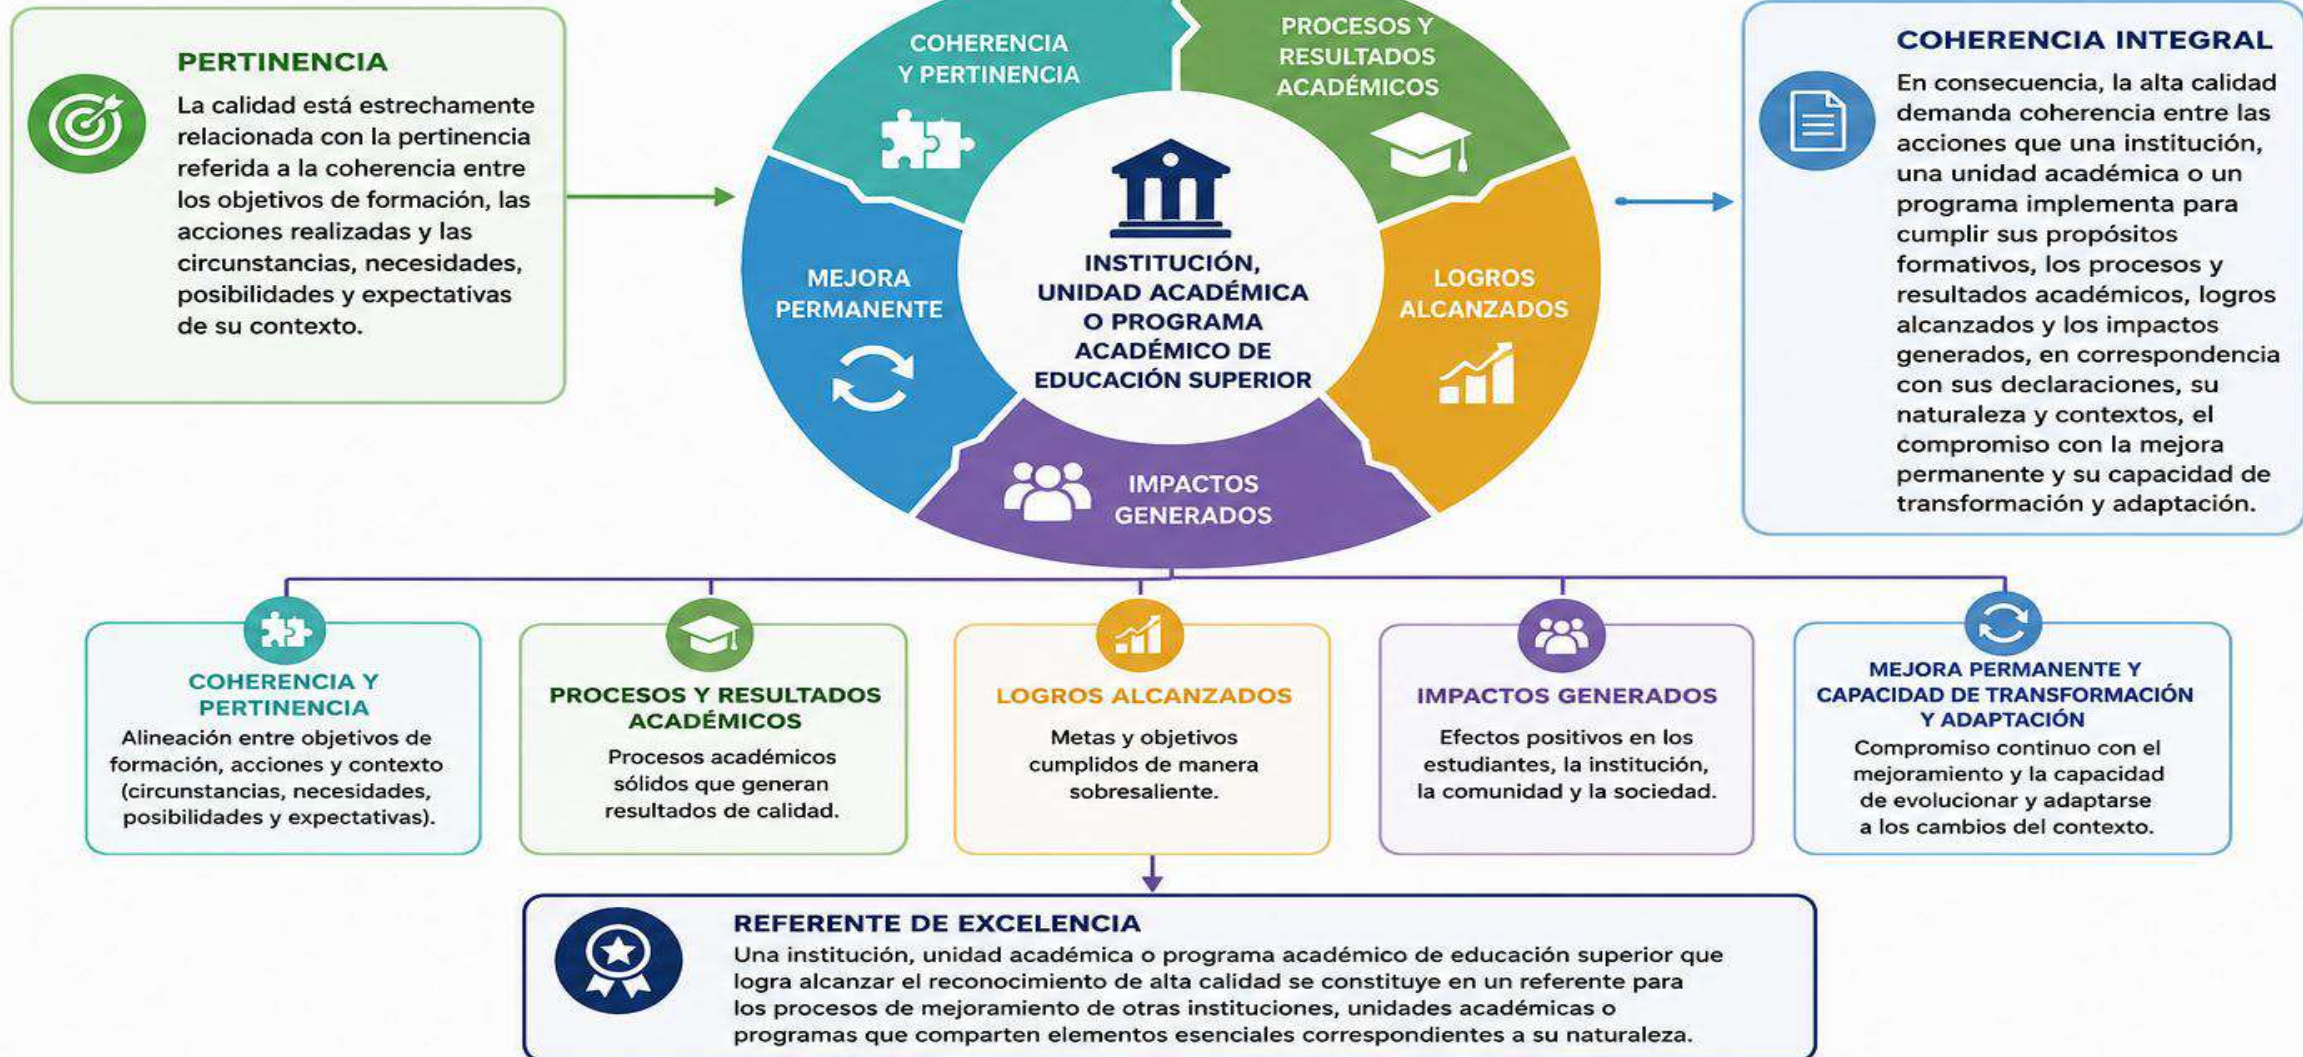 PERTINENCIA
La calidad está estrechamente
relacionada con la pertinencia
referida a la coherencia entre
los objetivos de formación, las
acciones realizadas y las
circunstancias, necesidades,
posibilidades y expectativas
de su contexto.
COHERENCIA
Y PERTINENCIA
PROCESOS Y
RESULTADOS
ACADÉMICOS
MEJORA
PERMANENTE
INSTITUCIÓN,
UNIDAD ACADÉMICA
O PROGRAMA
ACADÉMICO DE
EDUCACIÓN SUPERIOR
LOGROS
ALCANZADOS
IMPACTOS
GENERADOS
COHERENCIA INTEGRAL
En consecuencia, la alta calidad
demanda coherencia entre las
acciones que una institución,
una unidad académica o un
programa implementa para
cumplir sus propósitos
formativos, los procesos y
resultados académicos, logros
alcanzados y los impactos
generados, en correspondencia
con sus declaraciones, su
naturaleza y contextos, el
compromiso con la mejora
permanente y su capacidad de
transformación y adaptación.
COHERENCIA Y
PERTINENCIA
Alineación entre objetivos de
formación, acciones y contexto
(circunstancias, necesidades,
posibilidades y expectativas).
PROCESOS Y RESULTADOS
ACADÉMICOS
Procesos académicos
sólidos que generan
resultados de calidad.
LOGROS ALCANZADOS
Metas y objetivos
cumplidos de manera
sobresaliente.
IMPACTOS GENERADOS
Efectos positivos en los
estudiantes, la institución,
la comunidad y la sociedad.
MEJORA PERMANENTE Y
CAPACIDAD DE TRANSFORMACIÓN
Y ADAPTACIÓN
Compromiso continuo con el
mejoramiento y la capacidad
de evolucionar y adaptarse
a los cambios del contexto.
REFERENTE DE EXCELENCIA
Una institución, unidad académica o programa académico de educación superior que
logra alcanzar el reconocimiento de alta calidad se constituye en un referente para
los procesos de mejoramiento de otras instituciones, unidades académicas o
programas que comparten elementos esenciales correspondientes a su naturaleza.